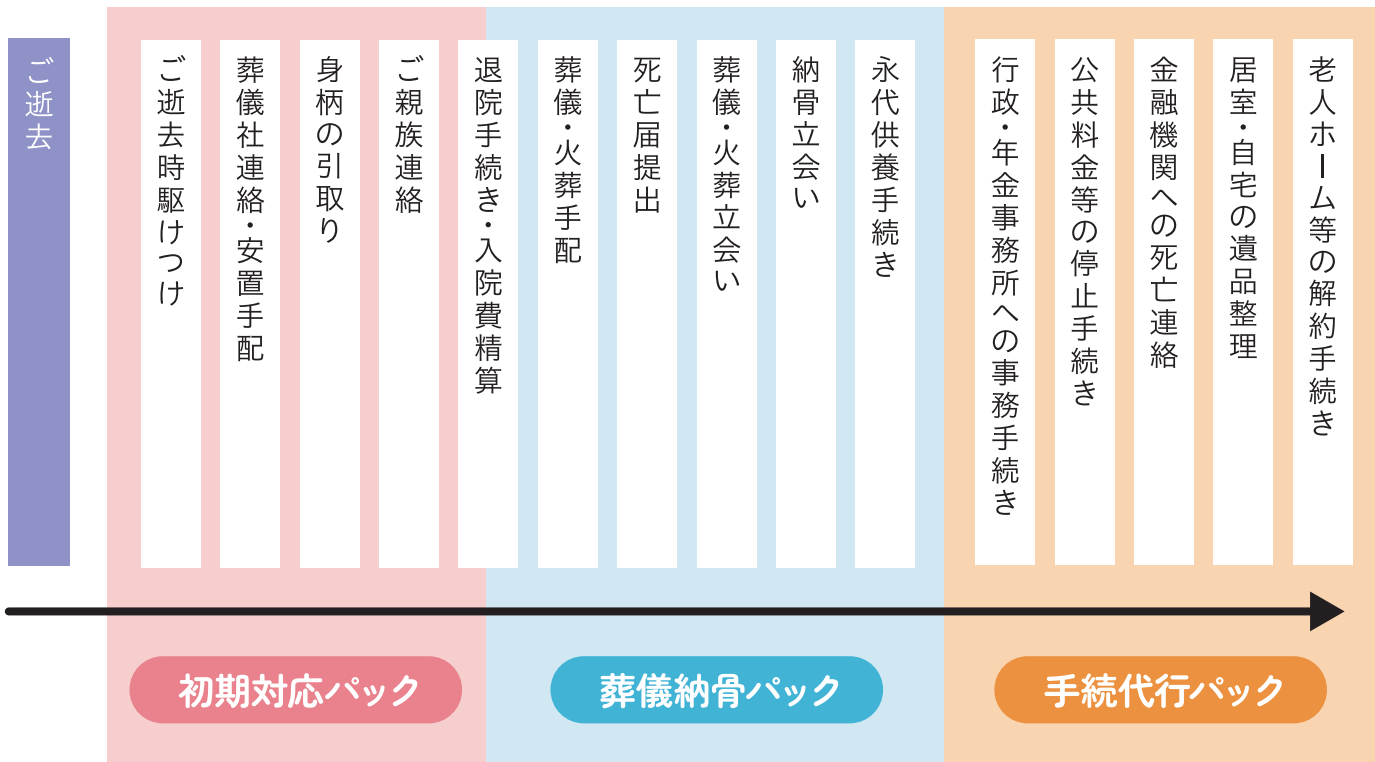 ご逝去
ご逝去時駆けつけ
葬儀社連絡・安置手配
身柄の引取り
ご親族連絡
退院手続き・入院費精算
葬儀・火葬手配
死亡届提出
葬儀・火葬立会い
納骨立会い
永代供養手続き
行政・年金事務所への事務手続き
公共料金等の停止手続き
金融機関への死亡連絡
居室・自宅の遺品整理
老人ホーム等の解約手続き
初期対応パック
葬儀納骨パック
手続代行パック